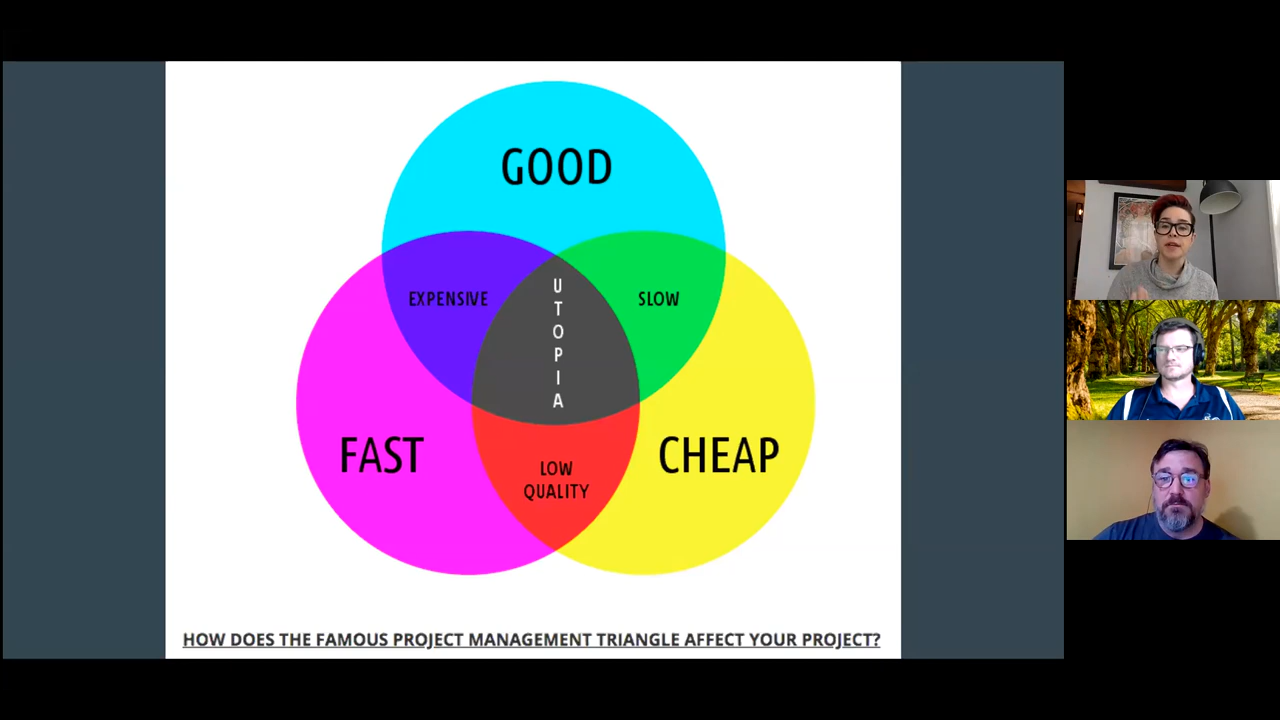 GOOD
EXPENSIVE
SLOW
U
T
O
P
I
A
FAST
CHEAP
LOW
QUALITY
HOW DOES THE FAMOUS PROJECT MANAGEMENT TRIANGLE AFFECT YOUR PROJECT?